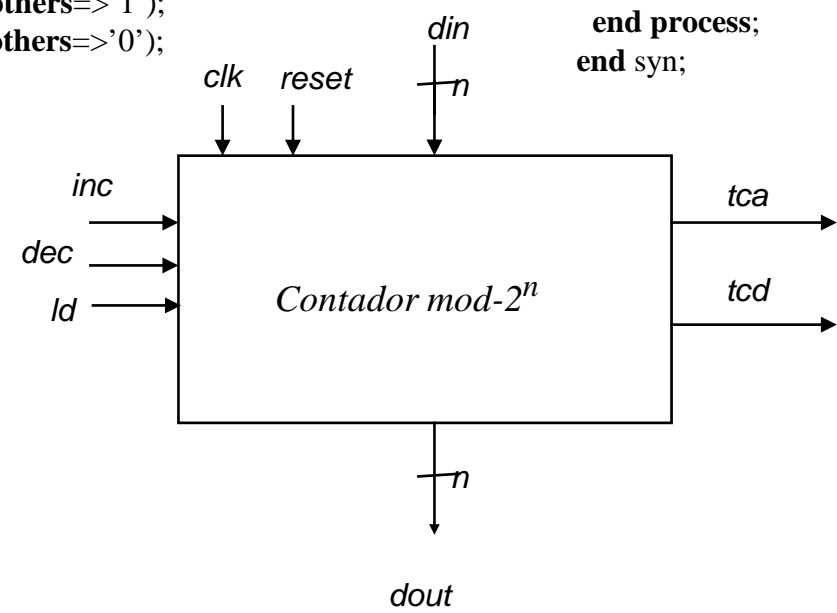 others=>'1');
others=>'0');
end process;
end syn;
din
n
clk reset
inc
dec
ld
Contador mod-2ⁿ
tca
tcd
n
dout